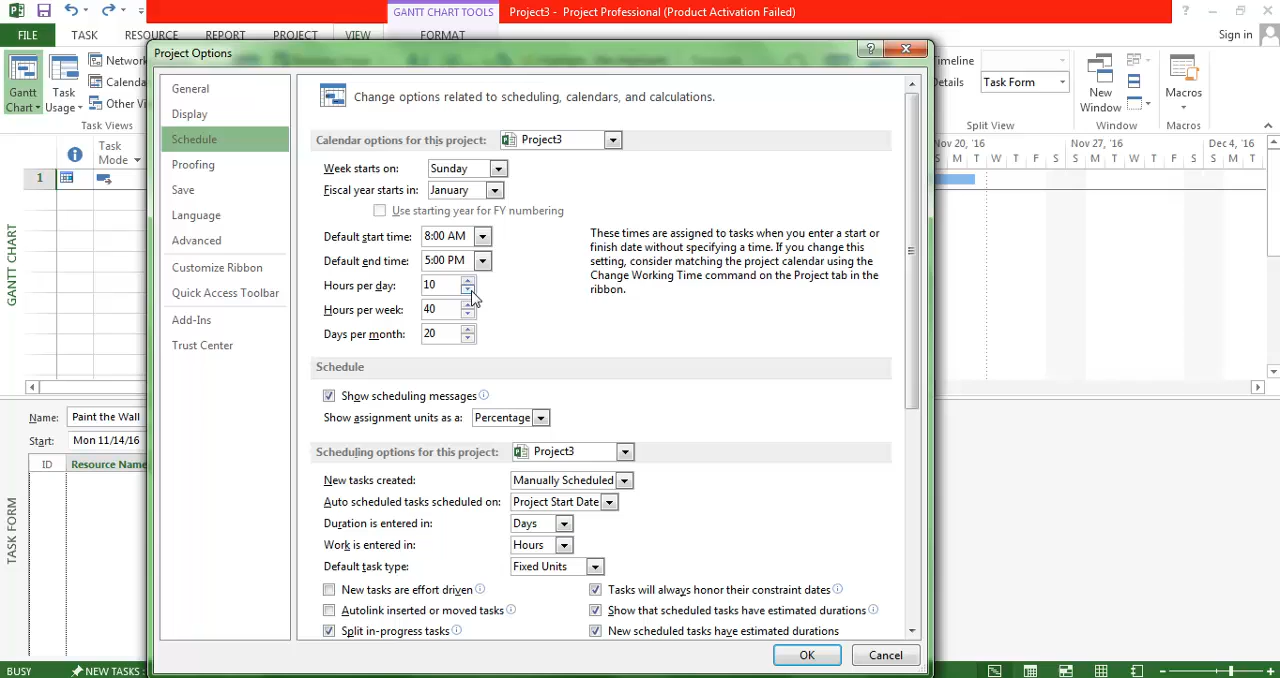 GANTT CHART TOOLS
Project3 - Project Professional (Product Activation Failed)
FILE TASK RESOURCE REPORT PROJECT VIEW FORMAT
Sign in
Gantt Chart
Task Usage
Network
Calenda
Other Vi
Task Views
Timeline
Details
Task Form
Split View
New Window
Window
Macros
Macros
Task Mode
Nov 20, '16 Nov 27, '16 Dec 4, '16
S M T W T F S S M T W T F S S M T W
1
GANTT CHART
Project Options
General
Display
Schedule
Proofing
Save
Language
Advanced
Customize Ribbon
Quick Access Toolbar
Add-Ins
Trust Center
Change options related to scheduling, calendars, and calculations.
Calendar options for this project: Project3
Week starts on: Sunday
Fiscal year starts in: January
Use starting year for FY numbering
Default start time: 8:00 AM
Default end time: 5:00 PM
Hours per day: 10
Hours per week: 40
Days per month: 20
These times are assigned to tasks when you enter a start or
finish date without specifying a time. If you change this
setting, consider matching the project calendar using the
Change Working Time command on the Project tab in the
ribbon.
Schedule
Show scheduling messages
Show assignment units as a: Percentage
Scheduling options for this project: Project3
New tasks created: Manually Scheduled
Auto scheduled tasks scheduled on: Project Start Date
Duration is entered in: Days
Work is entered in: Hours
Default task type: Fixed Units
New tasks are effort driven
Tasks will always honor their constraint dates
Autolink inserted or moved tasks
Show that scheduled tasks have estimated durations
Split in-progress tasks
New scheduled tasks have estimated durations
OK Cancel
Name: Paint the Wall
Start: Mon 11/14/16
ID Resource Name
TASK FORM
BUSY NEW TASKS :